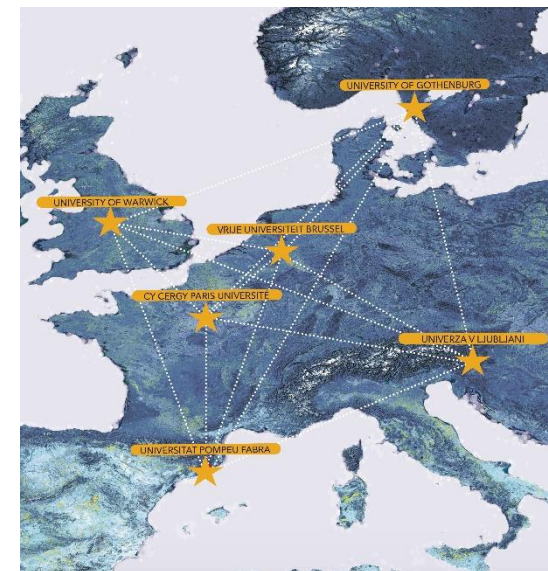 UNIVERSITY OF GOTHENBURG
UNIVERSITY OF WARWICK
VRIJE UNIVERSITEIT BRUSSEL
CY CERGY PARIS UNIVERSITÉ
UNIVERZA V LJUBLJANI
UNIVERSITAT POMPEU FABRA